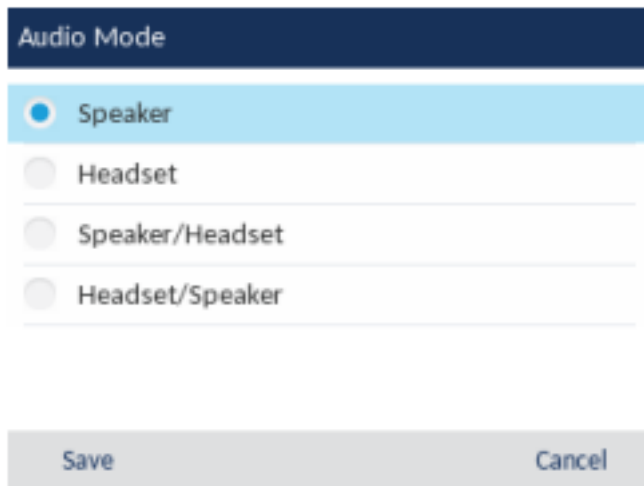 Audio Mode
Speaker
Headset
Speaker/Headset
Headset/Speaker
Save Cancel